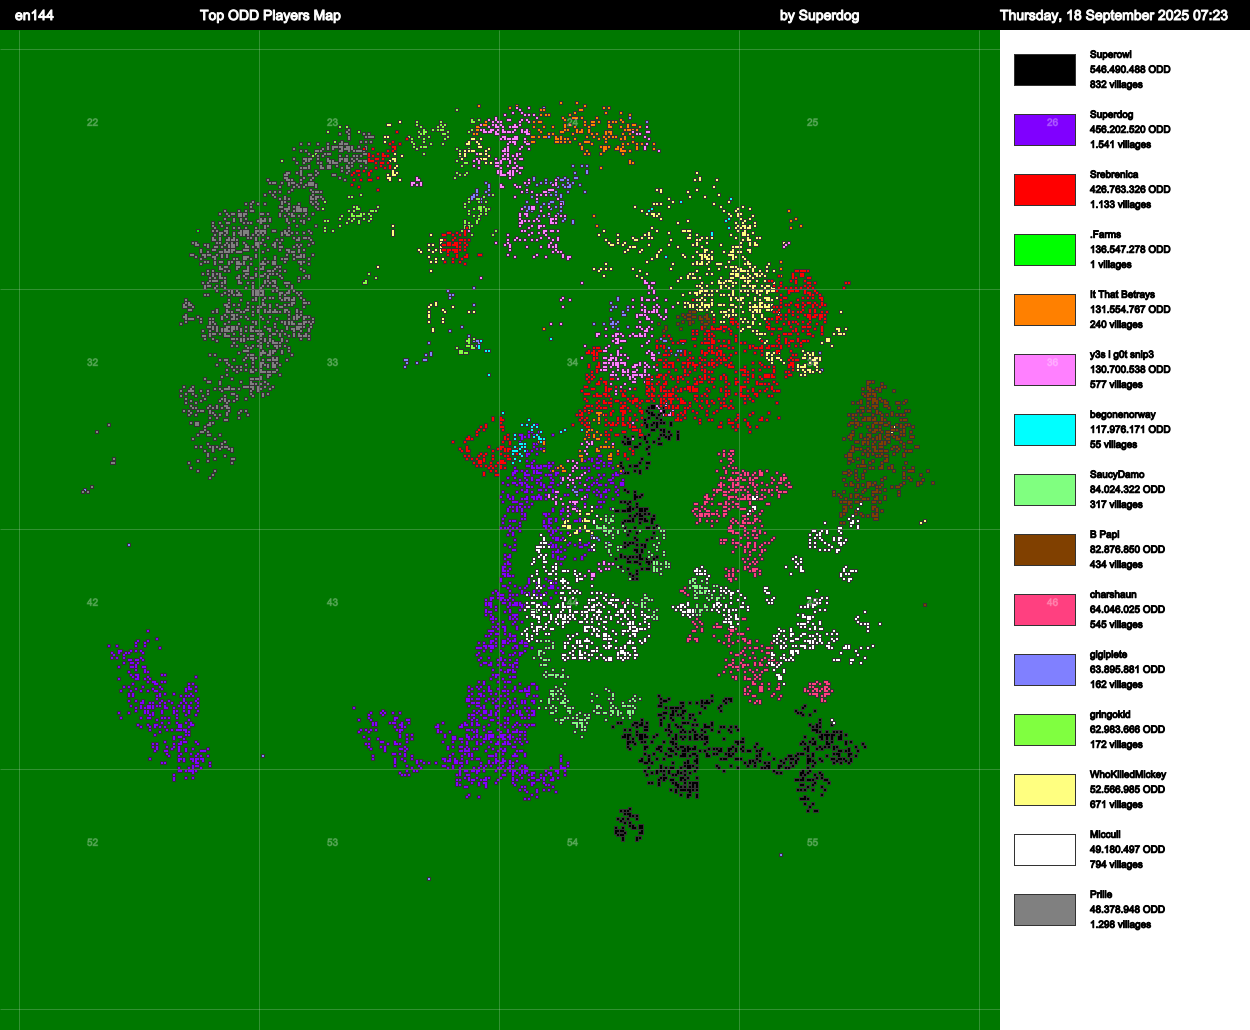 en144 Top ODD Players Map by Superdog Thursday, 18 September 2025 07:23
Superowl
546.490.488 ODD
832 villages
Superdog
456.202.520 ODD
1.541 villages
Srebrenica
426.763.326 ODD
1.133 villages
.Farms
136.547.278 ODD
1 villages
It That Betrays
131.554.767 ODD
240 villages
y3s i g0t snip3
130.700.538 ODD
577 villages
begonenorway
117.976.171 ODD
55 villages
SaucyDamo
84.024.322 ODD
317 villages
B Papi
82.876.850 ODD
434 villages
charshaun
64.046.025 ODD
545 villages
gigiplete
63.895.881 ODD
162 villages
gringokid
62.983.666 ODD
172 villages
WhoKilledMickey
52.566.985 ODD
671 villages
Miccull
49.180.497 ODD
794 villages
Prille
48.378.948 ODD
1.298 villages
22 23 24 25 26
32 33 34 36
42 43 46
52 53 54 55